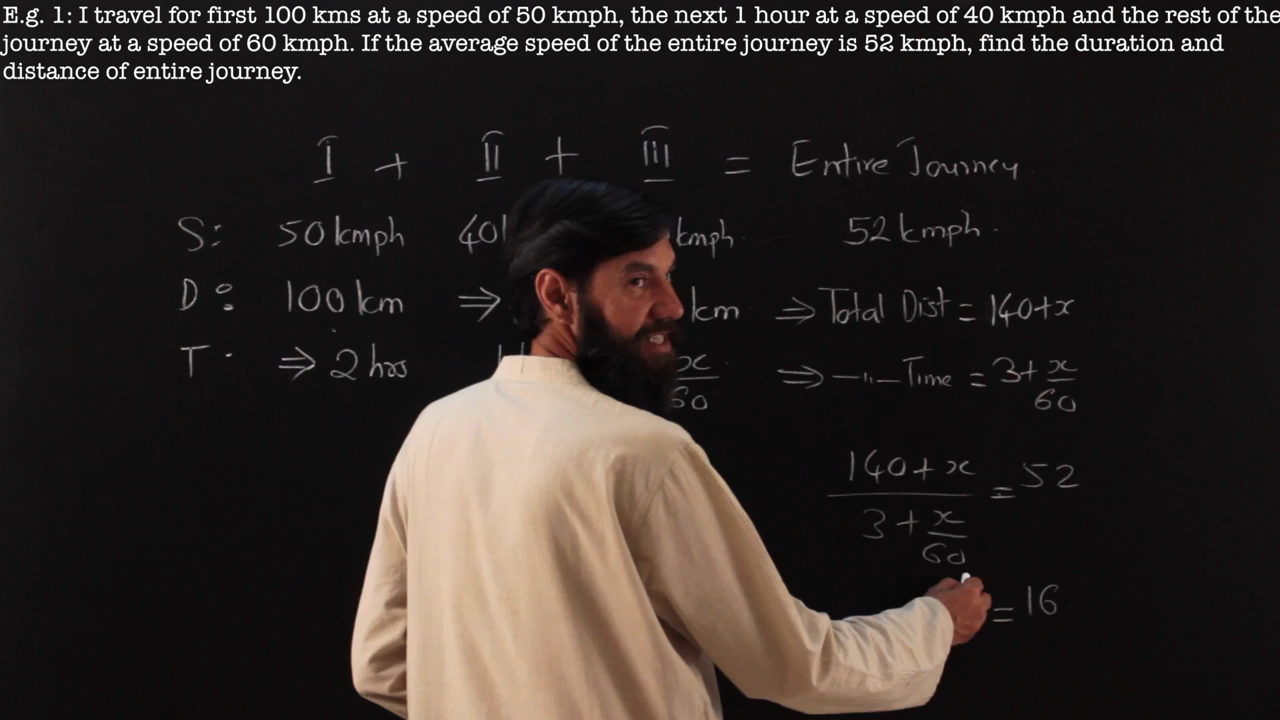 E.g. 1: I travel for first 100 kms at a speed of 50 kmph, the next 1 hour at a speed of 40 kmph and the rest of the
journey at a speed of 60 kmph. If the average speed of the entire journey is 52 kmph, find the duration and
distance of entire journey.
I + II + III = Entire Journey
S: 50 kmph 40 kmph 52 kmph.
D: 100 km ⇒ km ⇒ Total Dist = 140+x
T: ⇒ 2 hrs x/60 ⇒ —"— Time = 3+x/60
140+x
= 52
3+x/60
= 16